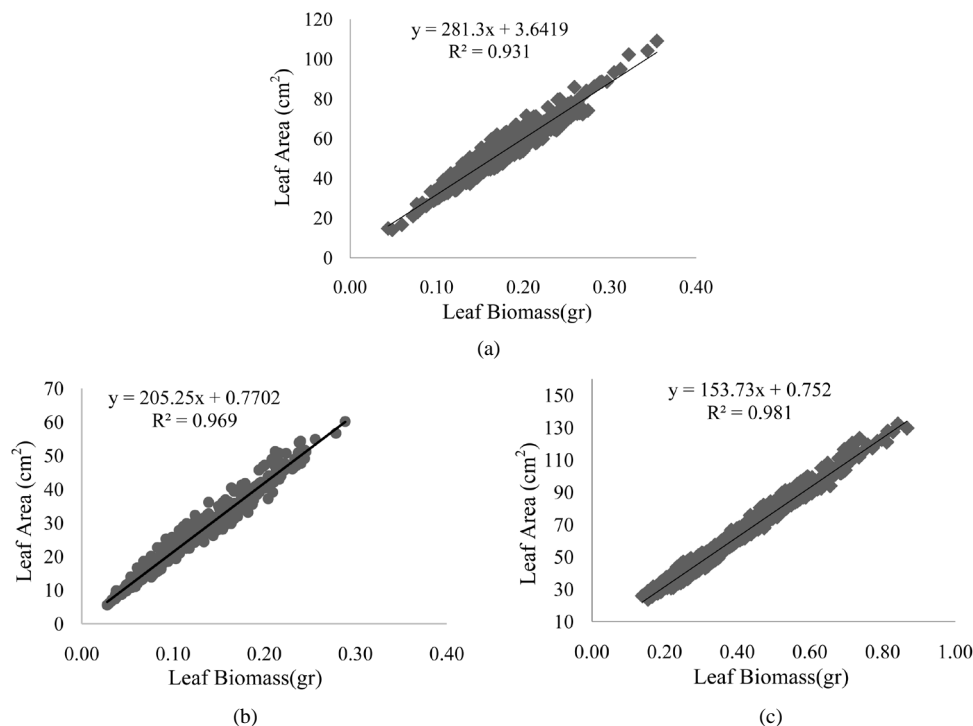 y = 281.3x + 3.6419
R² = 0.931
120
100
80
60
40
20
0
Leaf Area (cm²)
0.00 0.10 0.20 0.30 0.40
Leaf Biomass(gr)
(a)
y = 205.25x + 0.7702
R² = 0.969
70
60
50
40
30
20
10
0
Leaf Area (cm²)
0.00 0.10 0.20 0.30 0.40
Leaf Biomass(gr)
(b)
y = 153.73x + 0.752
R² = 0.981
150
130
110
90
70
50
30
10
Leaf Area (cm²)
0.00 0.20 0.40 0.60 0.80 1.00
Leaf Biomass(gr)
(c)